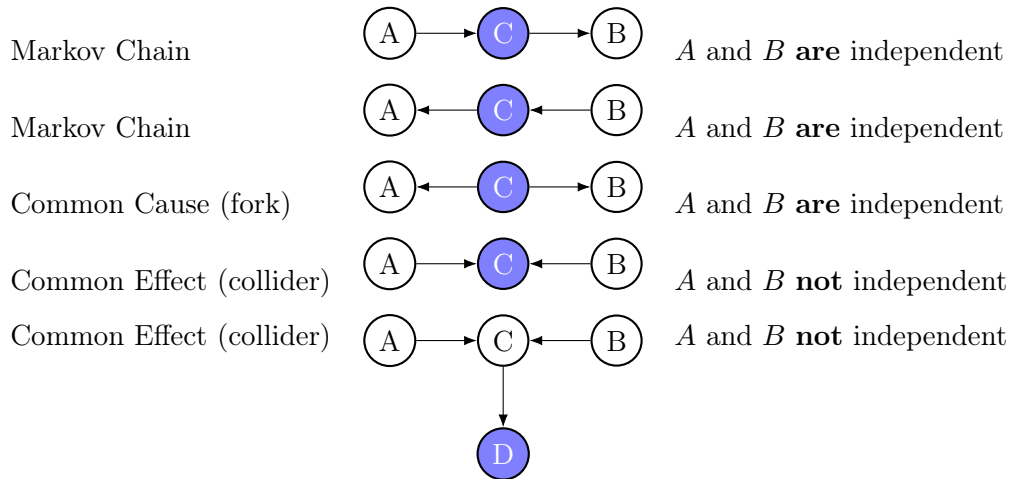 Markov Chain A C B A and B are independent
Markov Chain A C B A and B are independent
Common Cause (fork) A C B A and B are independent
Common Effect (collider) A C B A and B not independent
Common Effect (collider) A C B A and B not independent
D